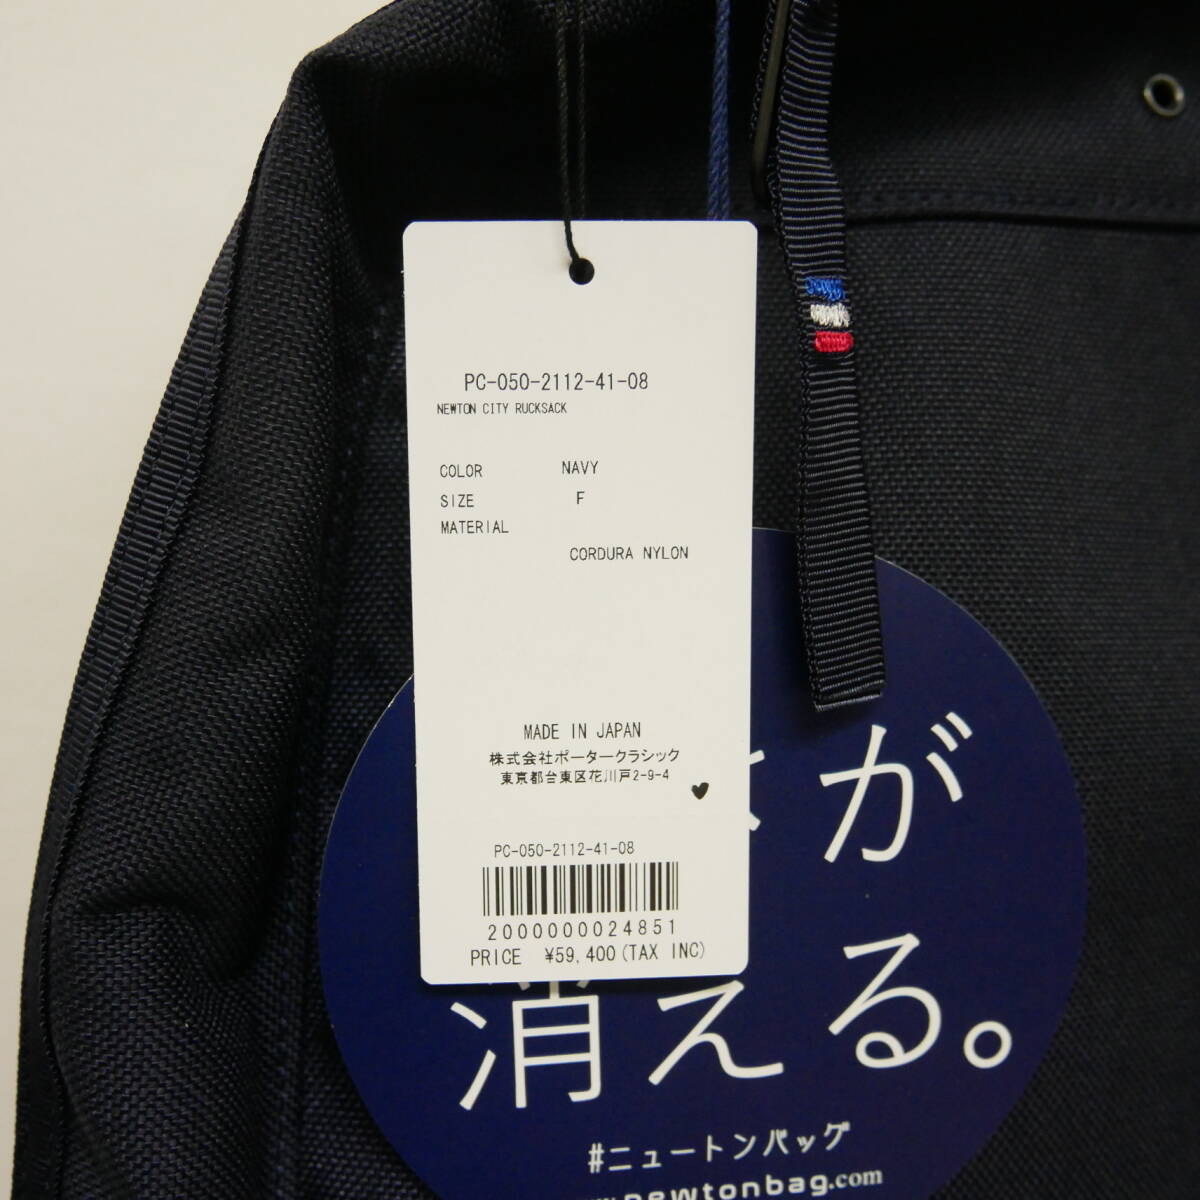 PC-050-2112-41-08
NEWTON CITY RUCKSACK
COLOR NAVY
SIZE F
MATERIAL
CORDURA NYLON
MADE IN JAPAN
株式会社ポータークラシック
東京都台東区花川戸2-9-4
PC-050-2112-41-08
2000000024851
PRICE ¥59,400(TAX INC)
が
消える。
#ニュートンバッグ
newtonbag.com